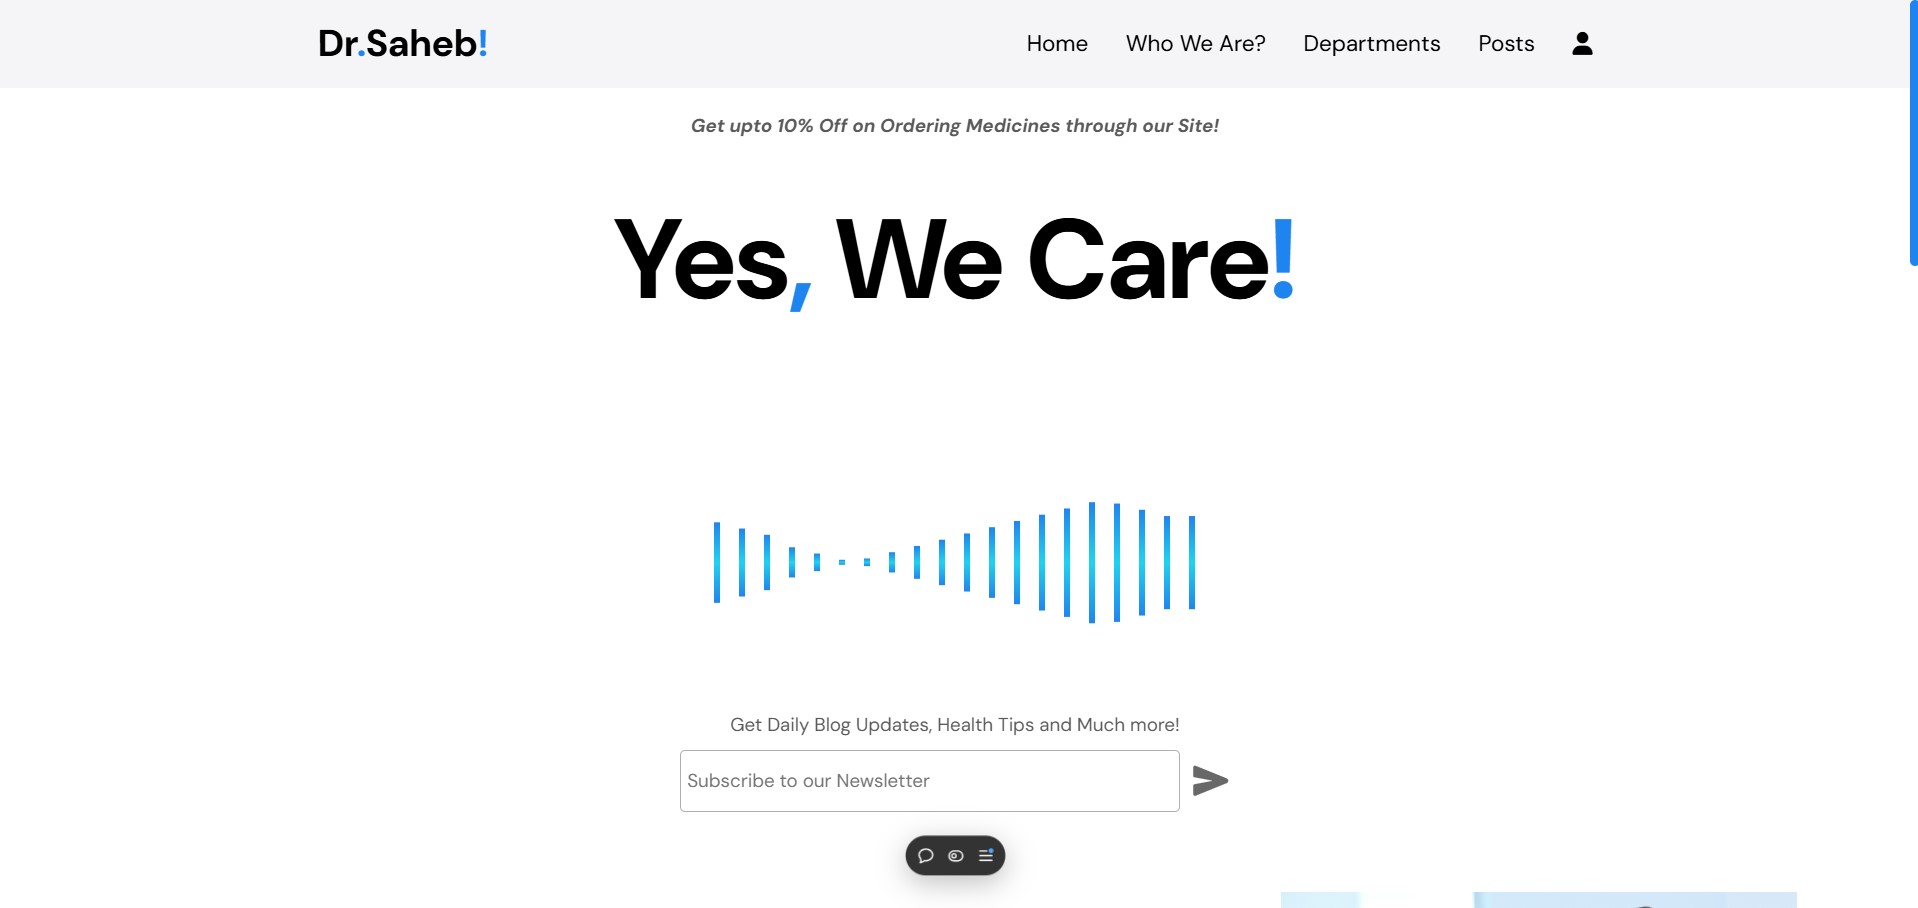 Dr.Saheb!
Home Who We Are? Departments Posts
Get upto 10% Off on Ordering Medicines through our Site!
Yes, We Care!
Get Daily Blog Updates, Health Tips and Much more!
Subscribe to our Newsletter